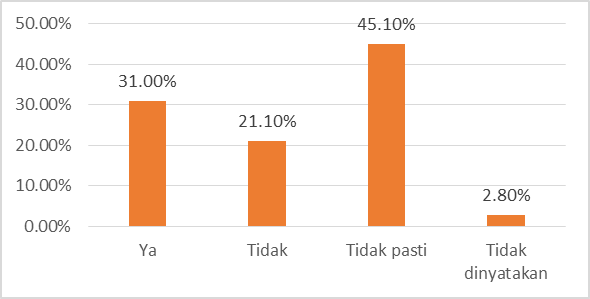 50.00%
40.00%
30.00%
20.00%
10.00%
0.00%
31.00%
21.10%
45.10%
2.80%
Ya
Tidak
Tidak pasti
Tidak
dinyatakan